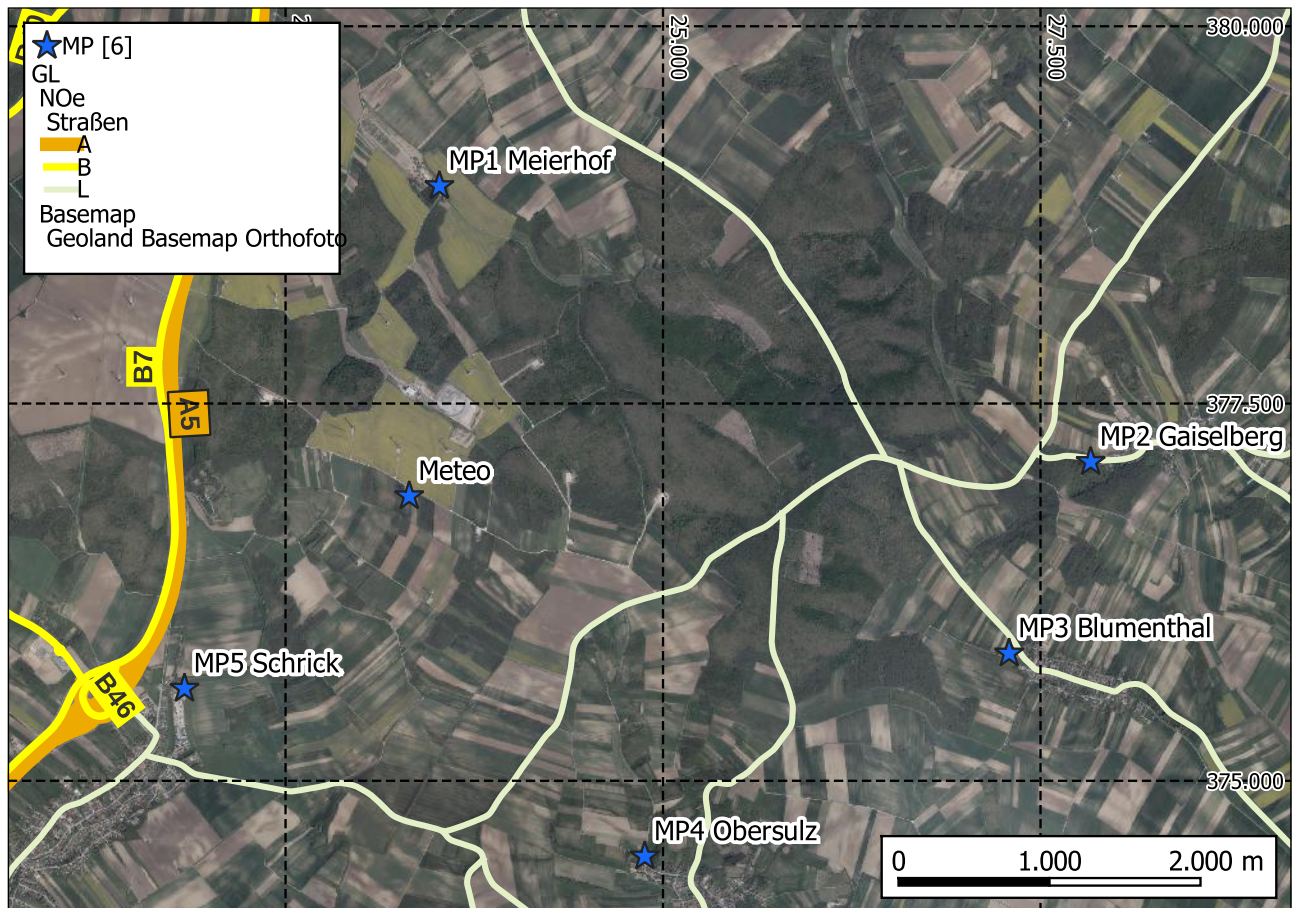 MP [6]
GL
NOe
Straßen
A
B
L
Basemap
Geoland Basemap Orthofoto
25.000
27.500
380.000
MP1 Meierhof
B7
A5
377.500
MP2 Gaiselberg
Meteo
MP3 Blumenthal
MP5 Schrick
B46
375.000
MP4 Obersulz
0 1.000 2.000 m